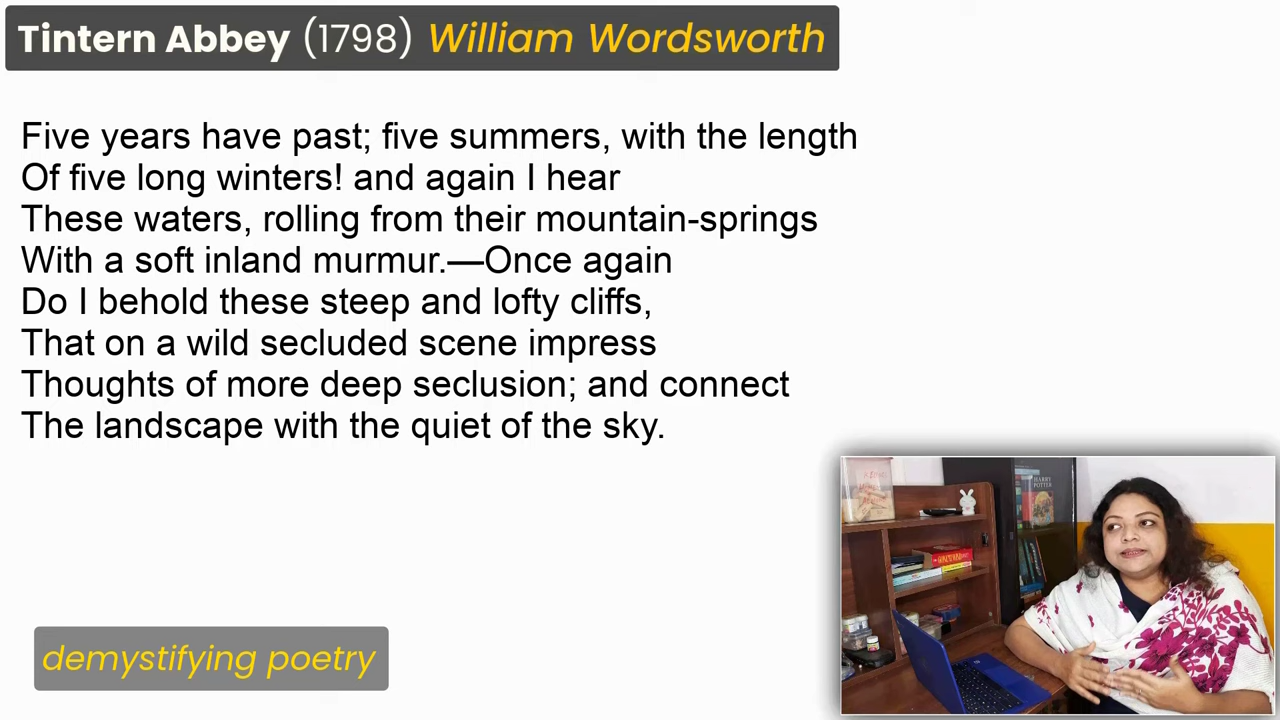 Tintern Abbey (1798) William Wordsworth
Five years have past; five summers, with the length
Of five long winters! and again I hear
These waters, rolling from their mountain-springs
With a soft inland murmur.—Once again
Do I behold these steep and lofty cliffs,
That on a wild secluded scene impress
Thoughts of more deep seclusion; and connect
The landscape with the quiet of the sky.
HARRY
POTTER
demystifying poetry